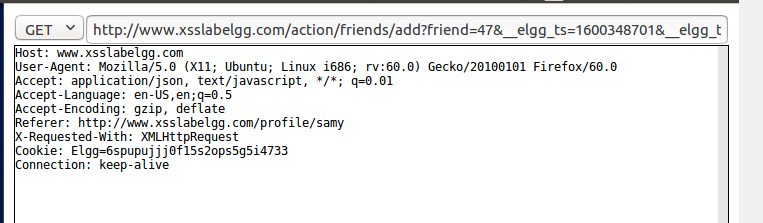 GET
http://www.xsslabelgg.com/action/friends/add?friend=47&__elgg_ts=1600348701&__elgg_t
Host: www.xsslabelgg.com
User-Agent: Mozilla/5.0 (X11; Ubuntu; Linux i686; rv:60.0) Gecko/20100101 Firefox/60.0
Accept: application/json, text/javascript, */*; q=0.01
Accept-Language: en-US,en;q=0.5
Accept-Encoding: gzip, deflate
Referer: http://www.xsslabelgg.com/profile/samy
X-Requested-With: XMLHttpRequest
Cookie: Elgg=6spupujjj0f15s2ops5g5i4733
Connection: keep-alive